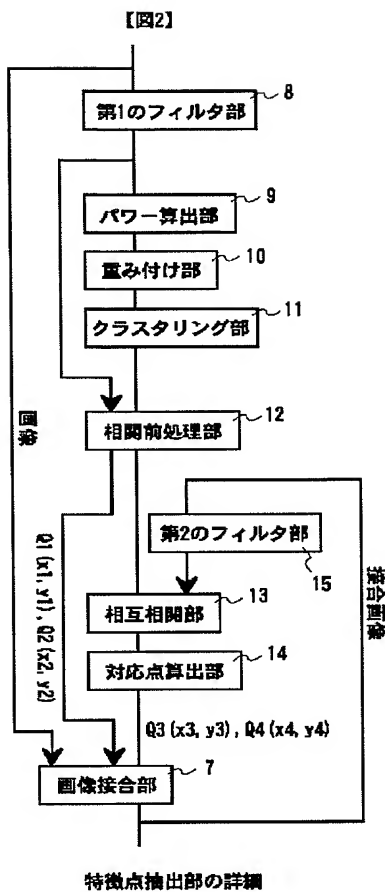 【図2】
第1のフィルタ部
8
パワー算出部
9
重み付け部
10
クラスタリング部
11
相関前処理部
12
画像
Q1(x1, y1), Q2(x2, y2)
第2のフィルタ部
15
接合画像
相互相関部
13
対応点算出部
14
Q3(x3, y3), Q4(x4, y4)
画像接合部
7
特徴点抽出部の詳細